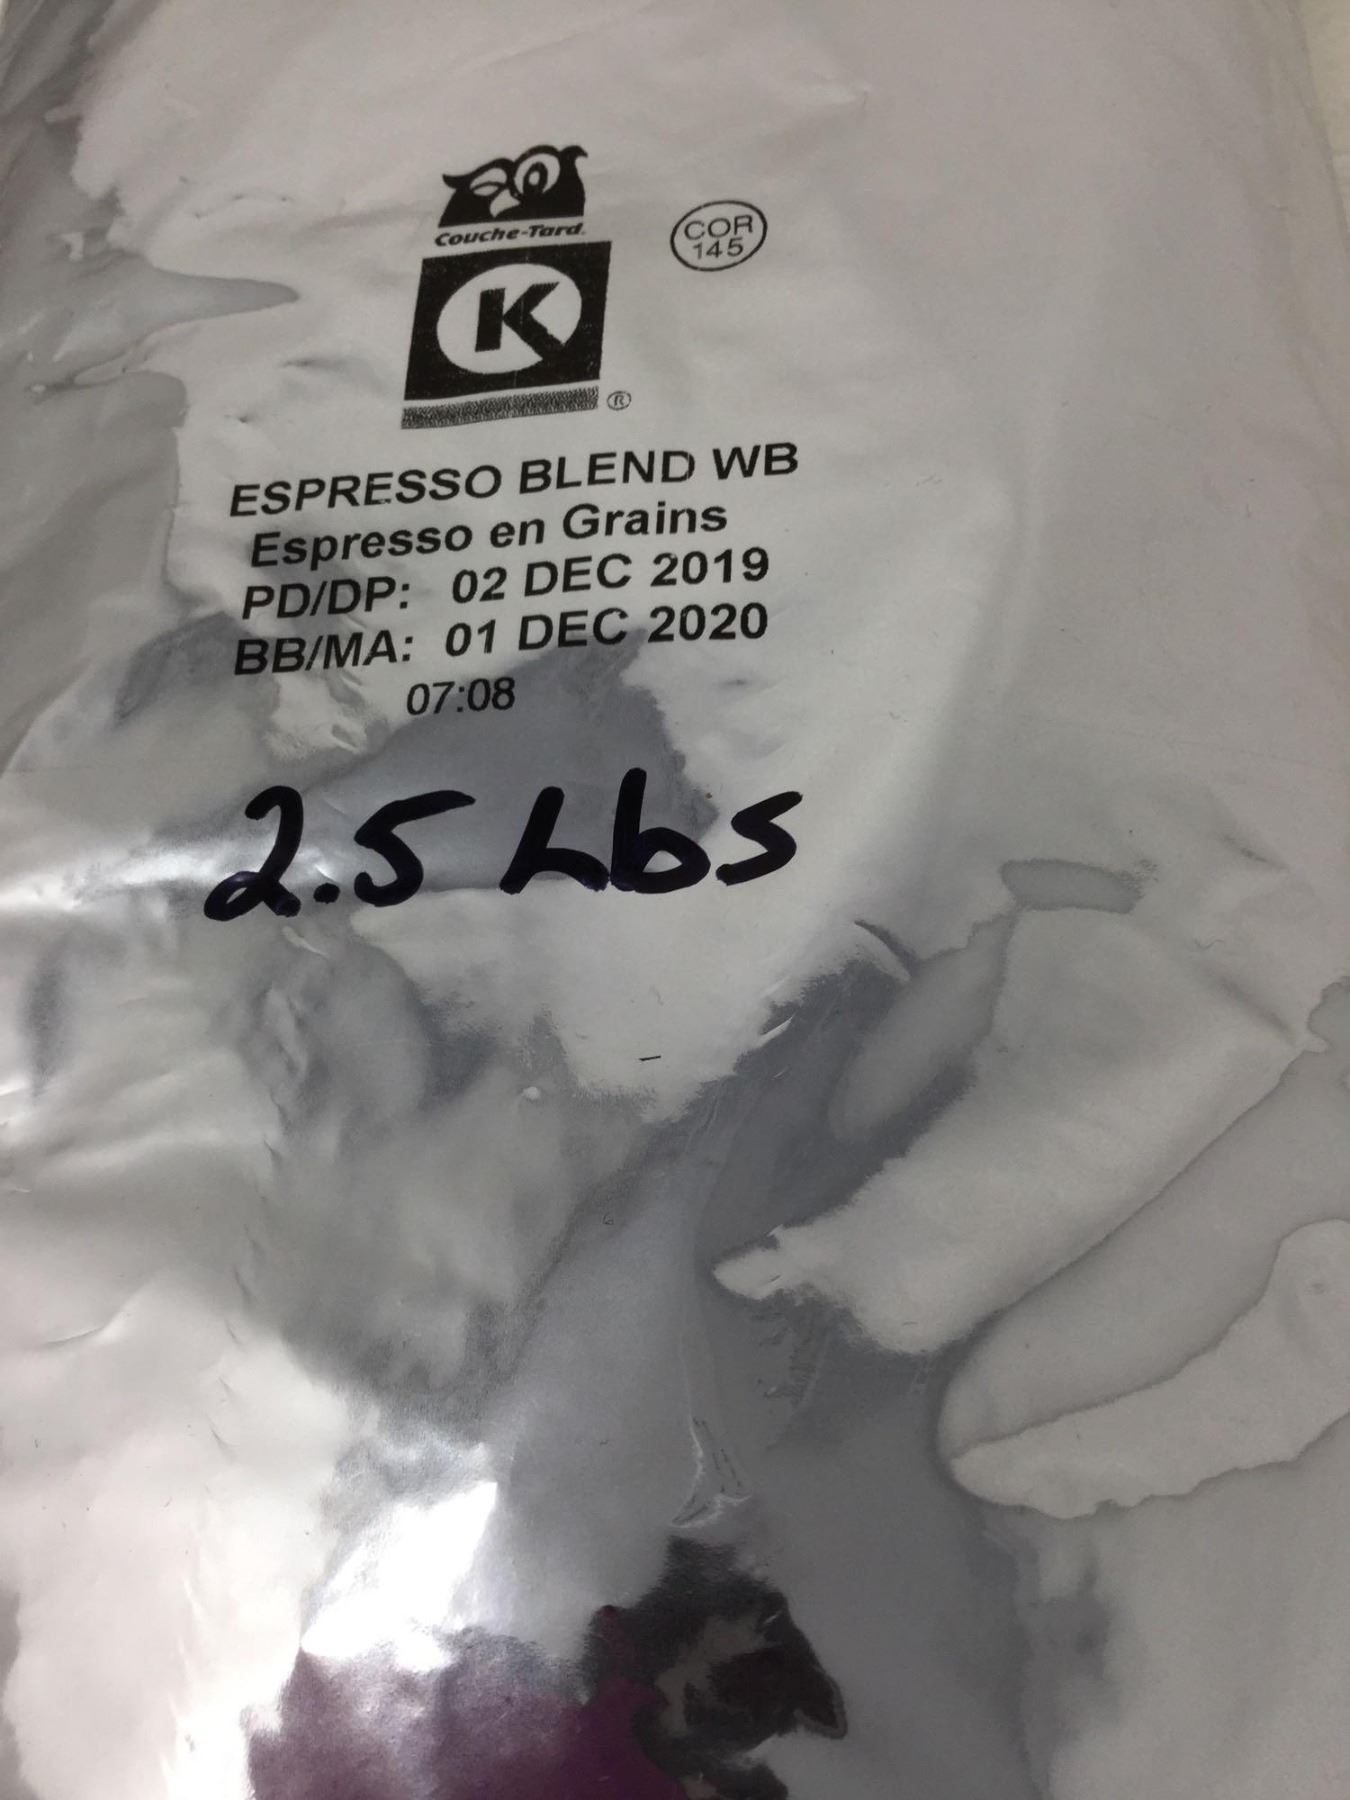 Couche-Tard.
COR
145
K
®
ESPRESSO BLEND WB
Espresso en Grains
PD/DP: 02 DEC 2019
BB/MA: 01 DEC 2020
07:08
2.5 Lbs